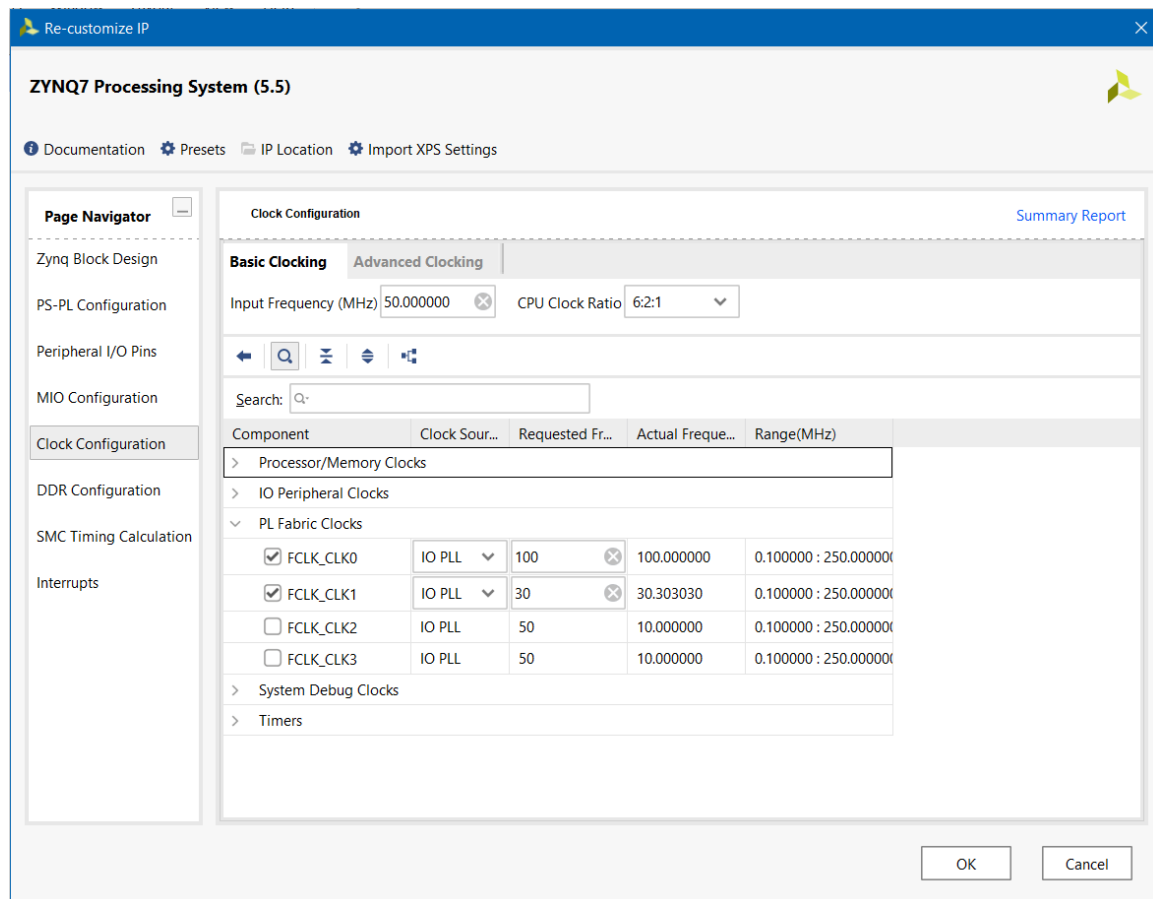 Re-customize IP
ZYNQ7 Processing System (5.5)
Documentation Presets IP Location Import XPS Settings
Page Navigator
Zynq Block Design
PS-PL Configuration
Peripheral I/O Pins
MIO Configuration
Clock Configuration
DDR Configuration
SMC Timing Calculation
Interrupts
Clock Configuration Summary Report
Basic Clocking Advanced Clocking
Input Frequency (MHz) 50.000000 CPU Clock Ratio 6:2:1
Search:
Component Clock Sour... Requested Fr... Actual Freque... Range(MHz)
Processor/Memory Clocks
IO Peripheral Clocks
PL Fabric Clocks
FCLK_CLK0 IO PLL 100 100.000000 0.100000 : 250.000000
FCLK_CLK1 IO PLL 30 30.303030 0.100000 : 250.000000
FCLK_CLK2 IO PLL 50 10.000000 0.100000 : 250.000000
FCLK_CLK3 IO PLL 50 10.000000 0.100000 : 250.000000
System Debug Clocks
Timers
OK Cancel